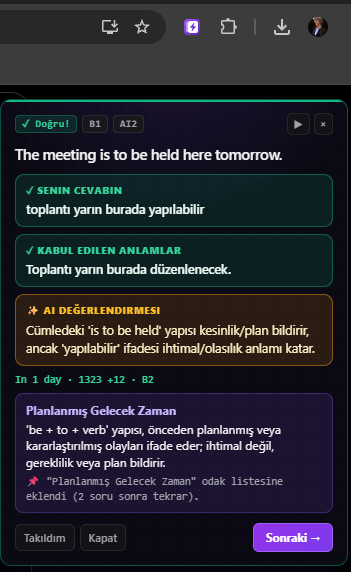 ✓ Doğru! B1 AI2 ▶ ×
The meeting is to be held here tomorrow.
✓ SENIN CEVABIN
toplantı yarın burada yapılabilir
✓ KABUL EDILEN ANLAMLAR
Toplantı yarın burada düzenlenecek.
✨ AI DEĞERLENDIRMESI
Cümledeki 'is to be held' yapısı kesinlik/plan bildirir,
ancak 'yapılabilir' ifadesi ihtimal/olasılık anlamı katar.
In 1 day · 1323 +12 · B2
Planlanmış Gelecek Zaman
'be + to + verb' yapısı, önceden planlanmış veya
kararlaştırılmış olayları ifade eder; ihtimal değil,
gereklilik veya plan bildirir.
📌 "Planlanmış Gelecek Zaman" odak listesine
eklendi (2 soru sonra tekrar).
Takıldım Kapat Sonraki →